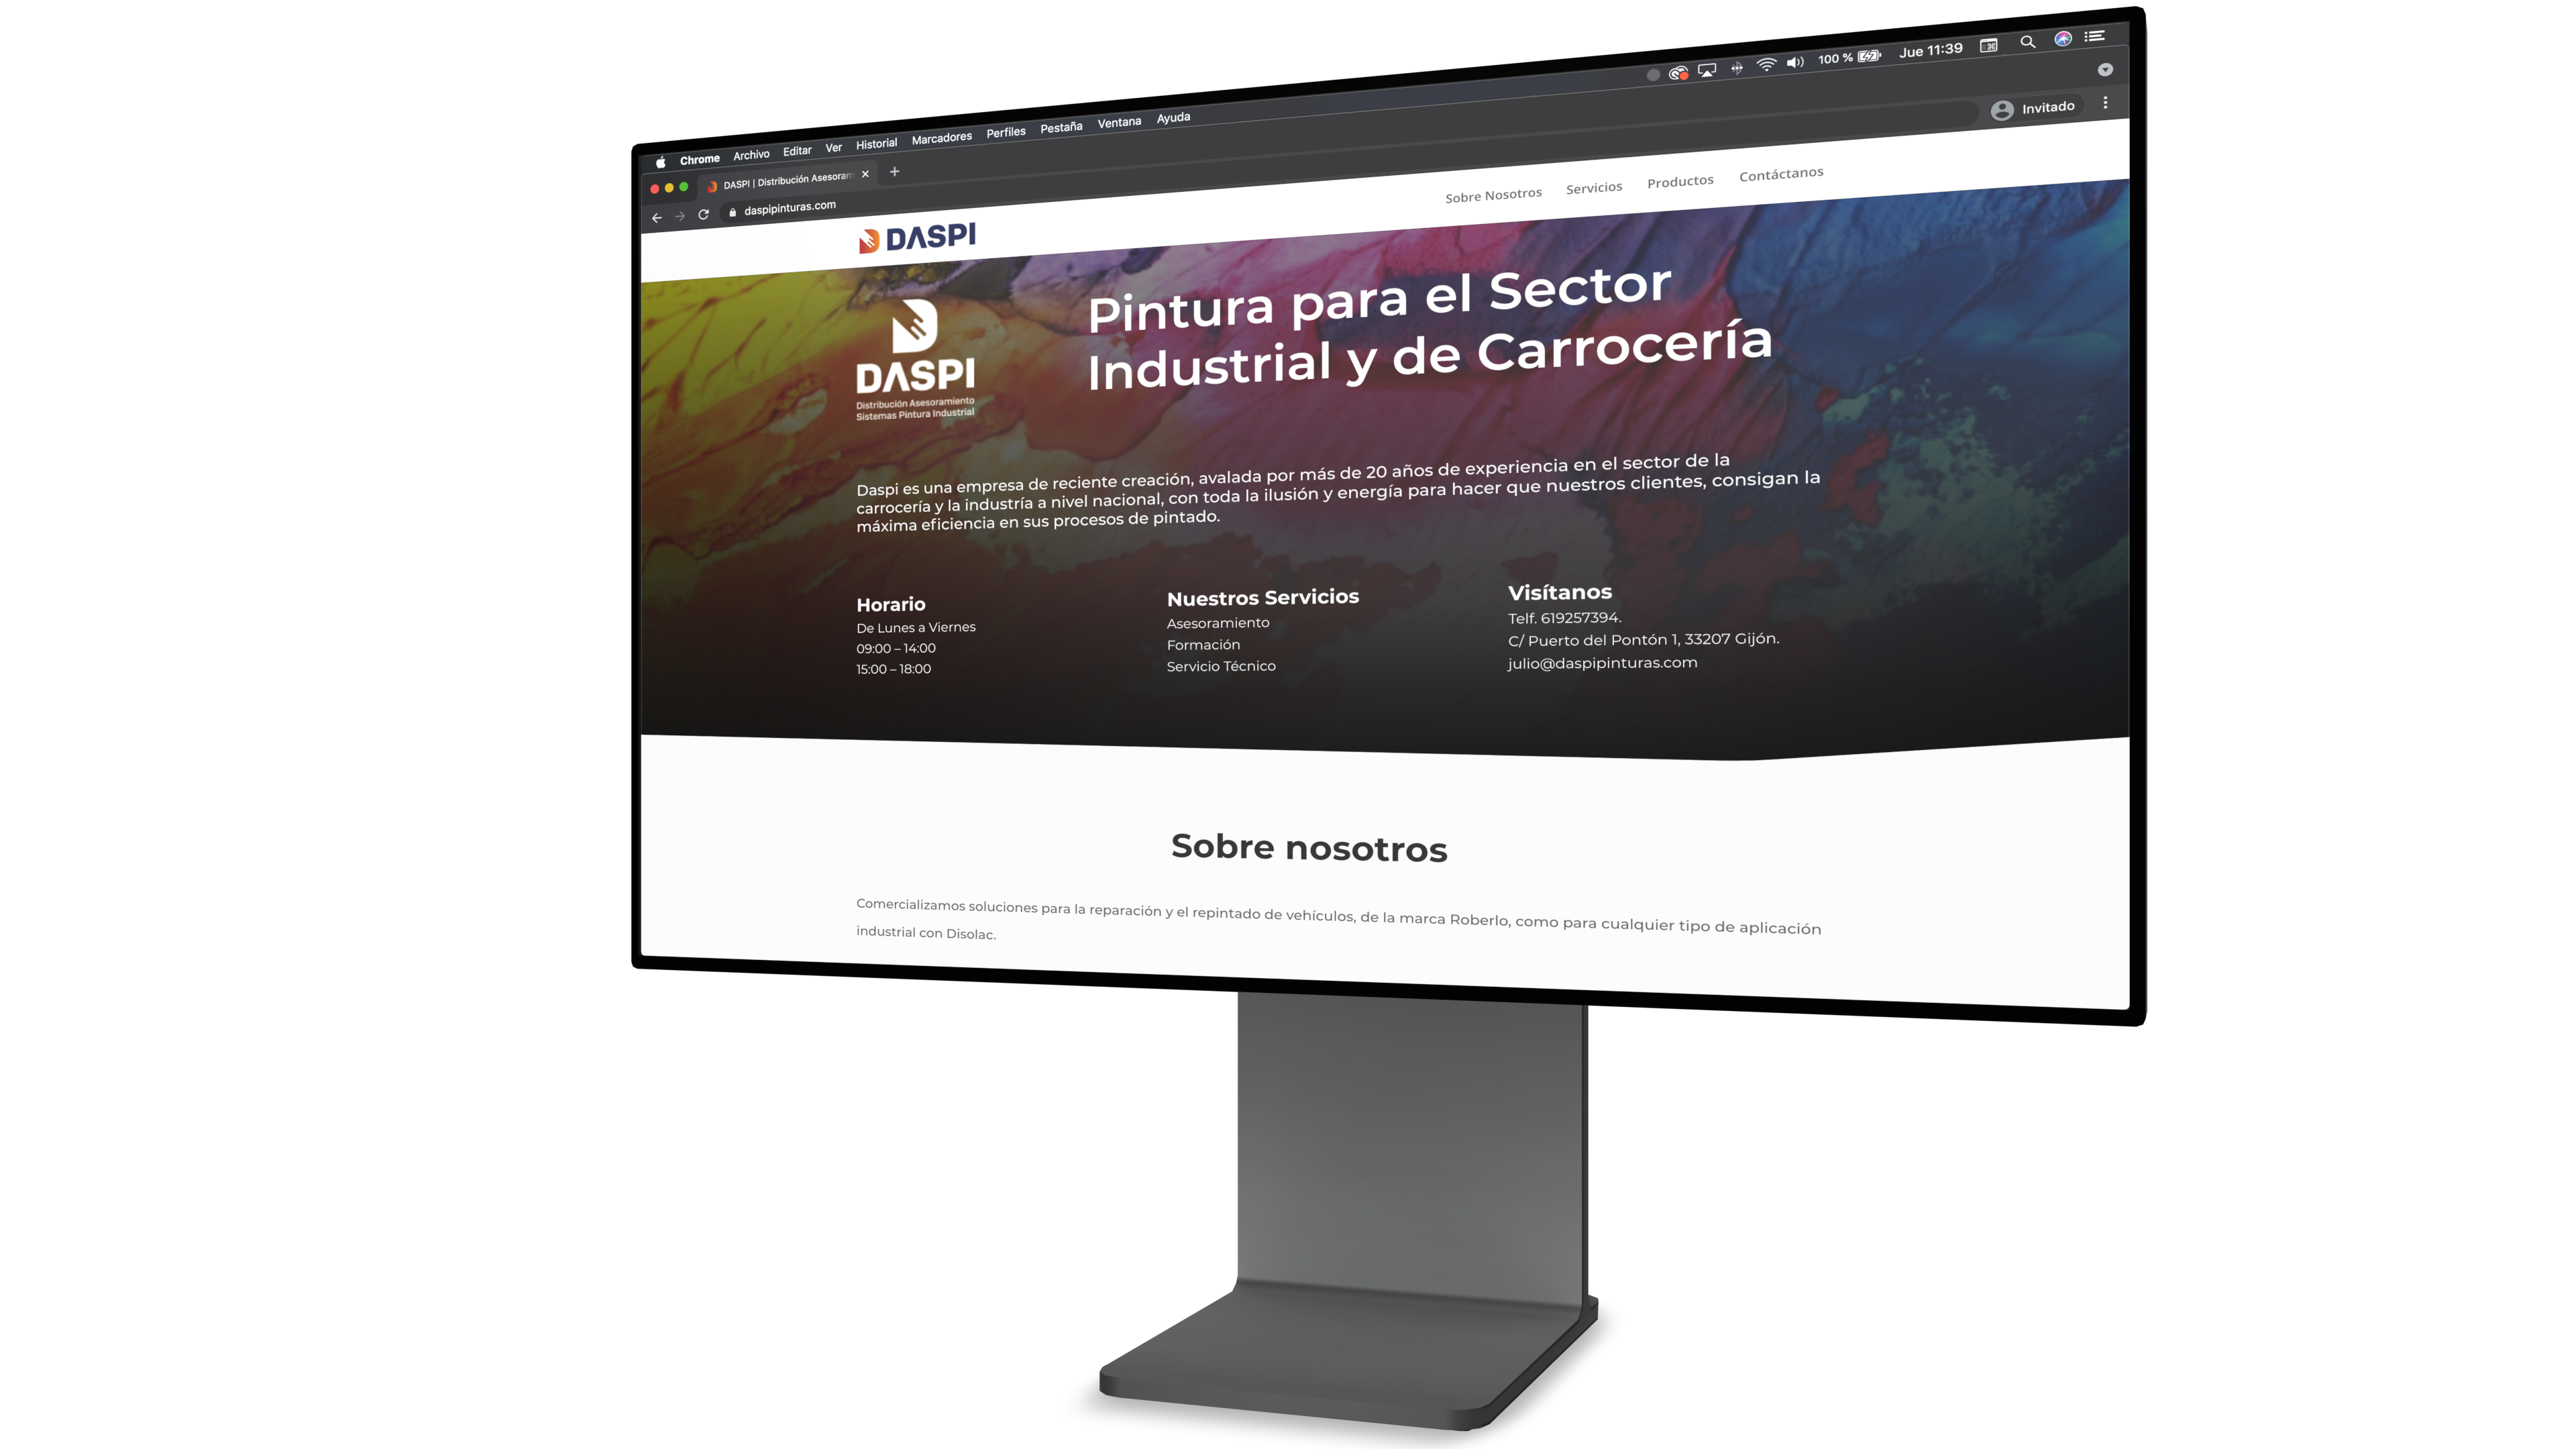 Chrome Archivo Editar Ver Historial Marcadores Perfiles Pestaña Ventana Ayuda 100 % Jue 11:39
DASPI | Distribución Asesoram
daspipinturas.com Invitado
DASPI Sobre Nosotros Servicios Productos Contáctanos
Pintura para el Sector
Industrial y de Carrocería
DASPI
Distribución Asesoramiento
Sistemas Pintura Industrial
Daspi es una empresa de reciente creación, avalada por más de 20 años de experiencia en el sector de la
carrocería y la industría a nivel nacional, con toda la ilusión y energía para hacer que nuestros clientes, consigan la
máxima eficiencia en sus procesos de pintado.
Horario
De Lunes a Viernes
09:00 – 14:00
15:00 – 18:00
Nuestros Servicios
Asesoramiento
Formación
Servicio Técnico
Visítanos
Telf. 619257394.
C/ Puerto del Pontón 1, 33207 Gijón.
julio@daspipinturas.com
Sobre nosotros
Comercializamos soluciones para la reparación y el repintado de vehículos, de la marca Roberlo, como para cualquier tipo de aplicación
industrial con Disolac.